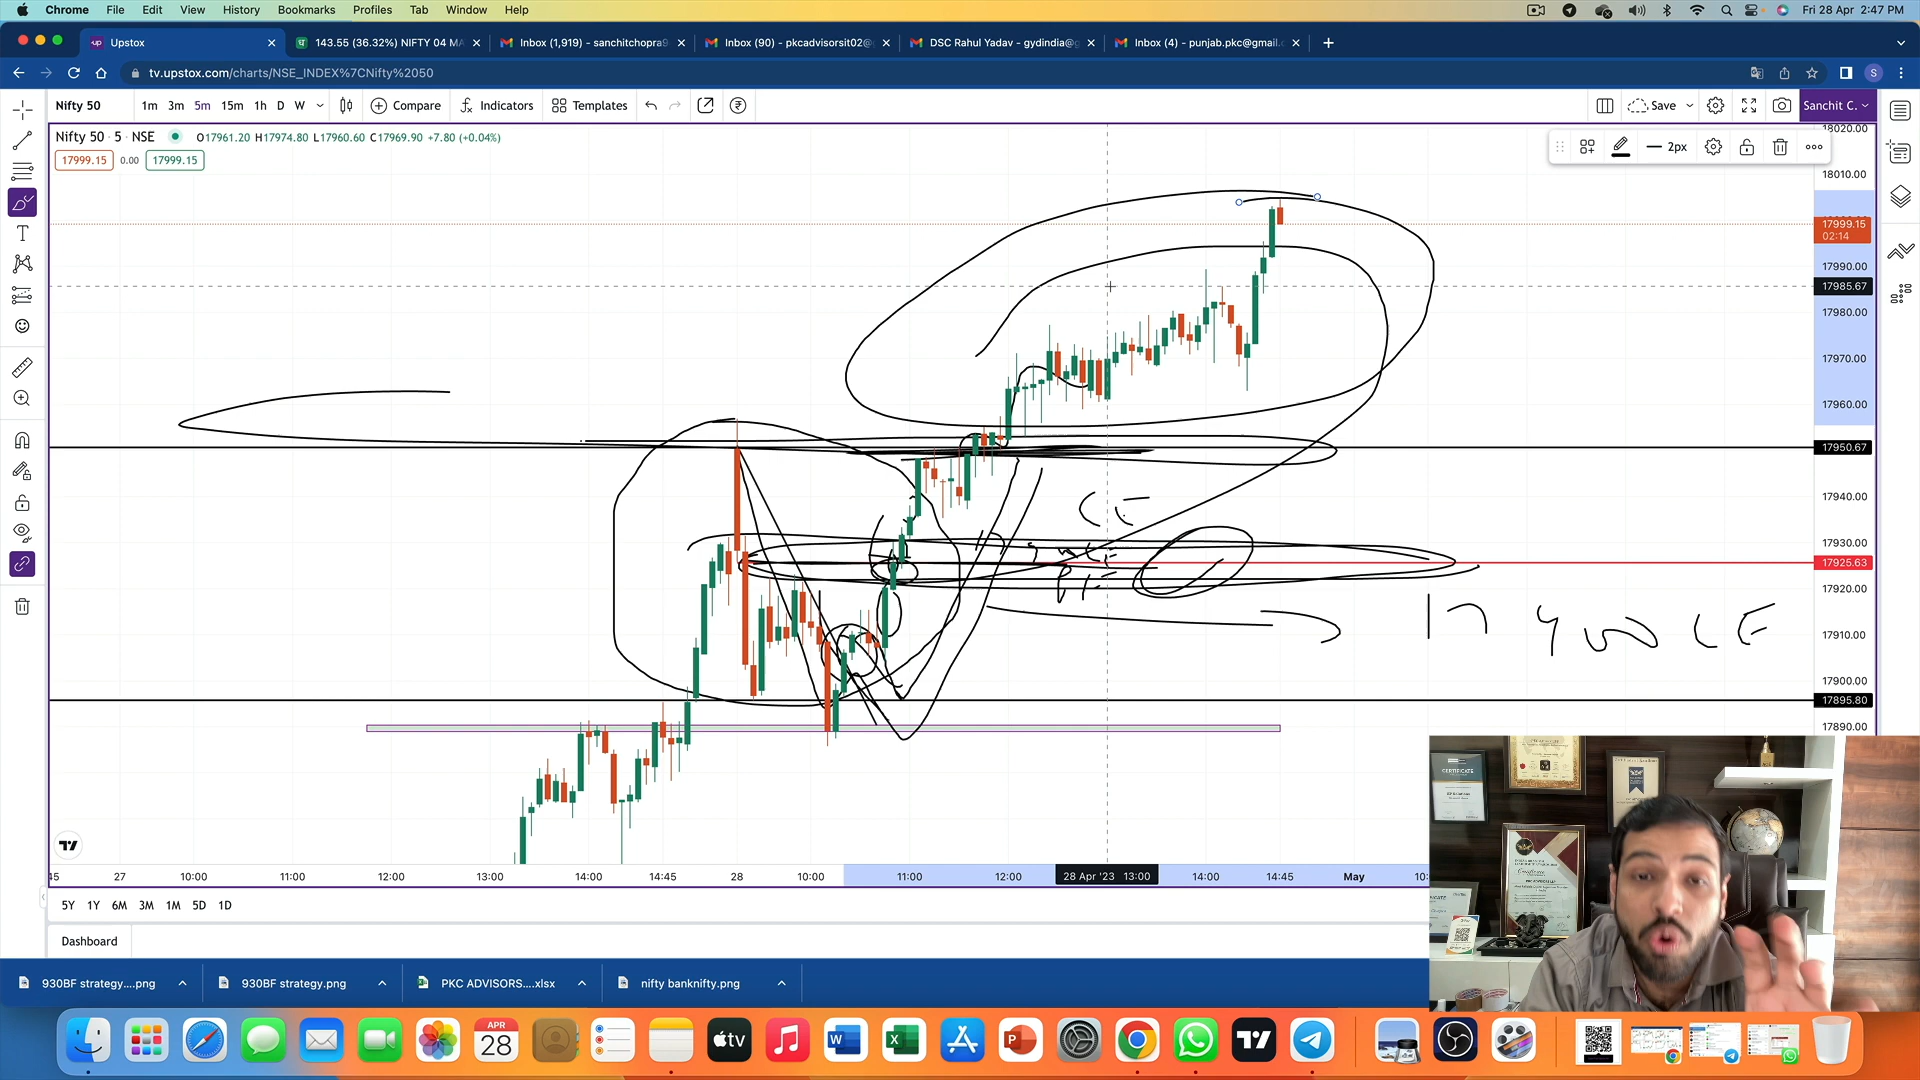 Chrome File Edit View History Bookmarks Profiles Tab Window Help Fri 28 Apr 2:47 PM
Upstox 143.55 (36.32%) NIFTY 04 MA Inbox (1,919) - sanchitchopra9 Inbox (90) - pkcadvisorsit02@ DSC Rahul Yadav - gydindia@g Inbox (4) - punjab.pkc@gmail.
tv.upstox.com/charts/NSE_INDEX%7CNifty%2050 S
Nifty 50 1m 3m 5m 15m 1h D W Compare Indicators Templates Save Sanchit C.
Nifty 50 · 5 · NSE O17961.20 H17974.80 L17960.60 C17969.90 +7.80 (+0.04%)
17999.15 0.00 17999.15
2px
18020.00
18010.00
17999.15
02:14
17990.00
17985.67
17980.00
17970.00
17960.00
17950.67
17940.00
CE
17930.00
17925.63
PE
17920.00
17910.00
17900.00
17895.80
17890.00
45 27 10:00 11:00 12:00 13:00 14:00 14:45 28 10:00 11:00 12:00 28 Apr '23 13:00 14:00 14:45 May 10:
5Y 1Y 6M 3M 1M 5D 1D
Dashboard
930BF strategy....png 930BF strategy.png PKC ADVISORS....xlsx nifty banknifty.png
APR
28
tv